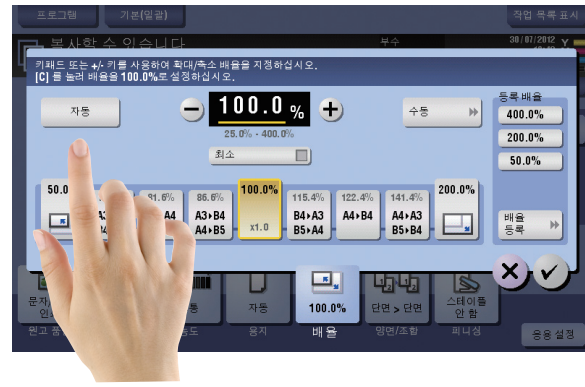 프로그램 기본(밀괄) 작업 목록 표시
복사할 수 있습니다 부수 30/07/2012 Y
키패드 또는 +/- 키를 사용하여 확대/축소 배율을 지정하십시오.
[C] 를 눌러 배율을 100.0%로 설정하십시오.
등록 배율
자동 − 100.0 % + 수동 400.0%
25.0% - 400.0% 200.0%
최소 50.0%
50.0 81.6% 86.6% 100.0% 115.4% 122.4% 141.4% 200.0%
A4 A3▸B4 x1.0 B4▸A3 A4▸B4 A4▸A3 배율
A4▸B5 B5▸A4 B5▸B4 등록
문자/ 자동 100.0% 단면 > 단면 스테이플
안 함
원고 용지 배율 양면/조합 피니싱 응용 설정